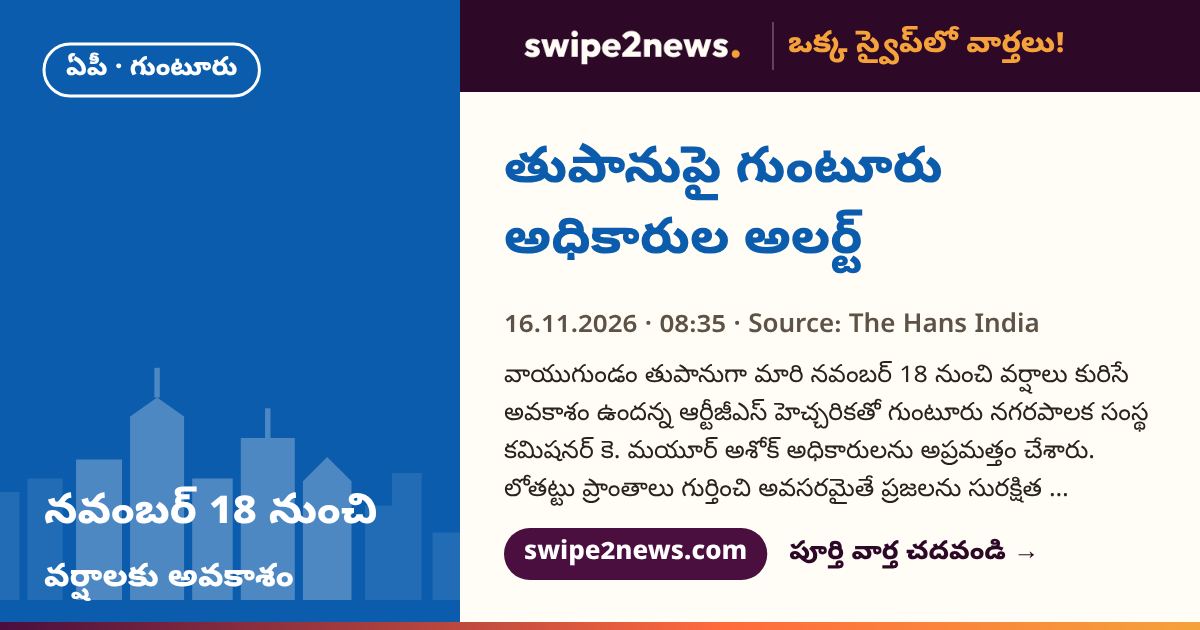 ఏపీ · గుంటూరు
నవంబర్ 18 నుంచి
వర్షాలకు అవకాశం
swipe2news.
ఒక్క స్వైప్‌లో వార్తలు!
తుపానుపై గుంటూరు
అధికారుల అలర్ట్
16.11.2026 · 08:35 · Source: The Hans India
వాయుగుండం తుపానుగా మారి నవంబర్ 18 నుంచి వర్షాలు కురిసే
అవకాశం ఉందన్న ఆర్టీజీఎస్ హెచ్చరికతో గుంటూరు నగరపాలక సంస్థ
కమిషనర్ కె. మయూర్ అశోక్ అధికారులను అప్రమత్తం చేశారు.
లోతట్టు ప్రాంతాలు గుర్తించి అవసరమైతే ప్రజలను సురక్షిత ...
swipe2news.com
పూర్తి వార్త చదవండి →